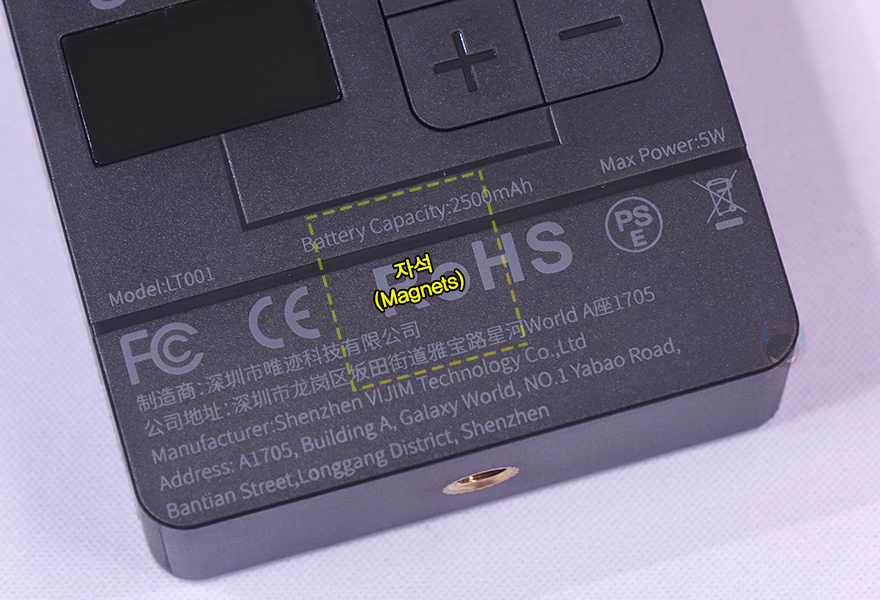 + −
Max Power:5W
Battery Capacity:2500mAh
Model:LT001
FC CE RoHS PSE
자석
(Magnets)
制造商:深圳市唯迹科技有限公司
公司地址:深圳市龙岗区坂田街道雅宝路星河World A座1705
Manufacturer:Shenzhen VIJIM Technology Co.,Ltd
Address: A1705, Building A, Galaxy World, NO.1 Yabao Road,
Bantian Street,Longgang District, Shenzhen